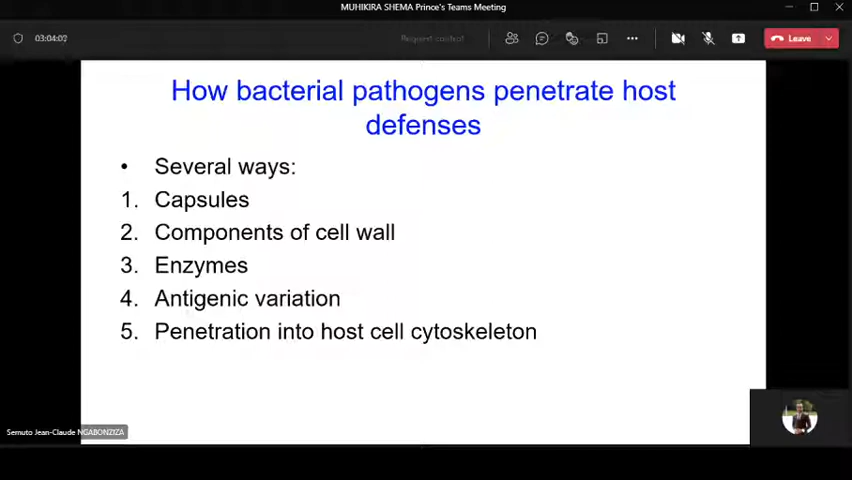 MUHIKIRA SHEMA Prince's Teams Meeting
03:04:07
Request control
Leave
How bacterial pathogens penetrate host
defenses
• Several ways:
1. Capsules
2. Components of cell wall
3. Enzymes
4. Antigenic variation
5. Penetration into host cell cytoskeleton
Semuto Jean-Claude NGABONZIZA